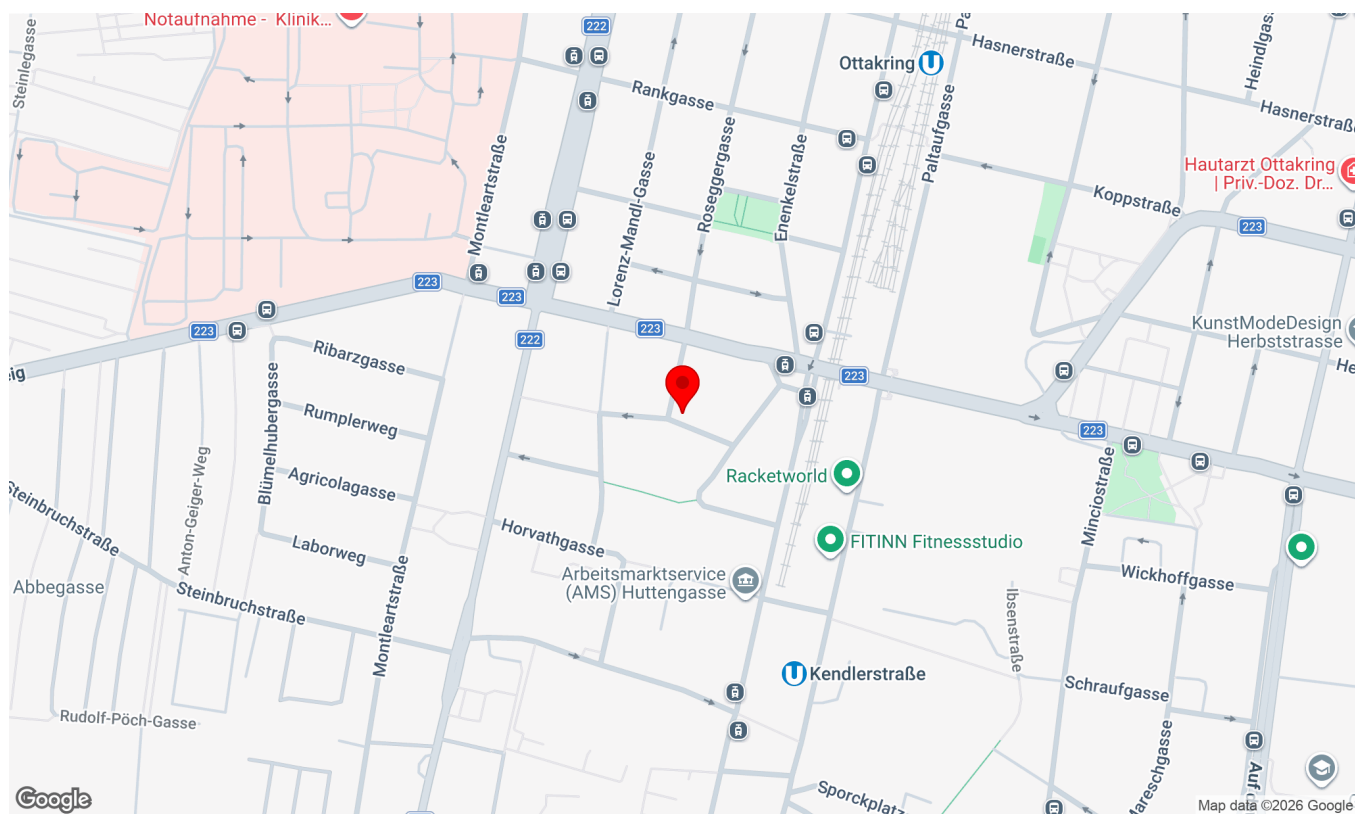 Notaufnahme -  Klinik...
222
Ottakring
U
Hasnerstraße
Heindlgasse
Steinlegasse
Rankgasse
Paltaufgasse
Hasnerstraße
Montleartstraße
Lorenz-Mandl-Gasse
Roseggergasse
Enenkelstraße
Hautarzt Ottakring
| Priv.-Doz. Dr...
Koppstraße
223
223
223
223
223
222
223
223
KunstModeDesign
Herbststrasse
Ribarzgasse
Rumplerweg
Blümelhubergasse
Agricolagasse
Anton-Geiger-Weg
Laborweg
Steinbruchstraße
Steinbruchstraße
Abbegasse
Montleartstraße
Rudolf-Pöch-Gasse
Racketworld
FITINN Fitnessstudio
Horvathgasse
Arbeitsmarktservice
(AMS) Huttengasse
U
Kendlerstraße
Minciostraße
Wickhoffgasse
Ibsenstraße
Schraufgasse
Mareschgasse
Sporckplatz
Google
Map data ©2026 Google